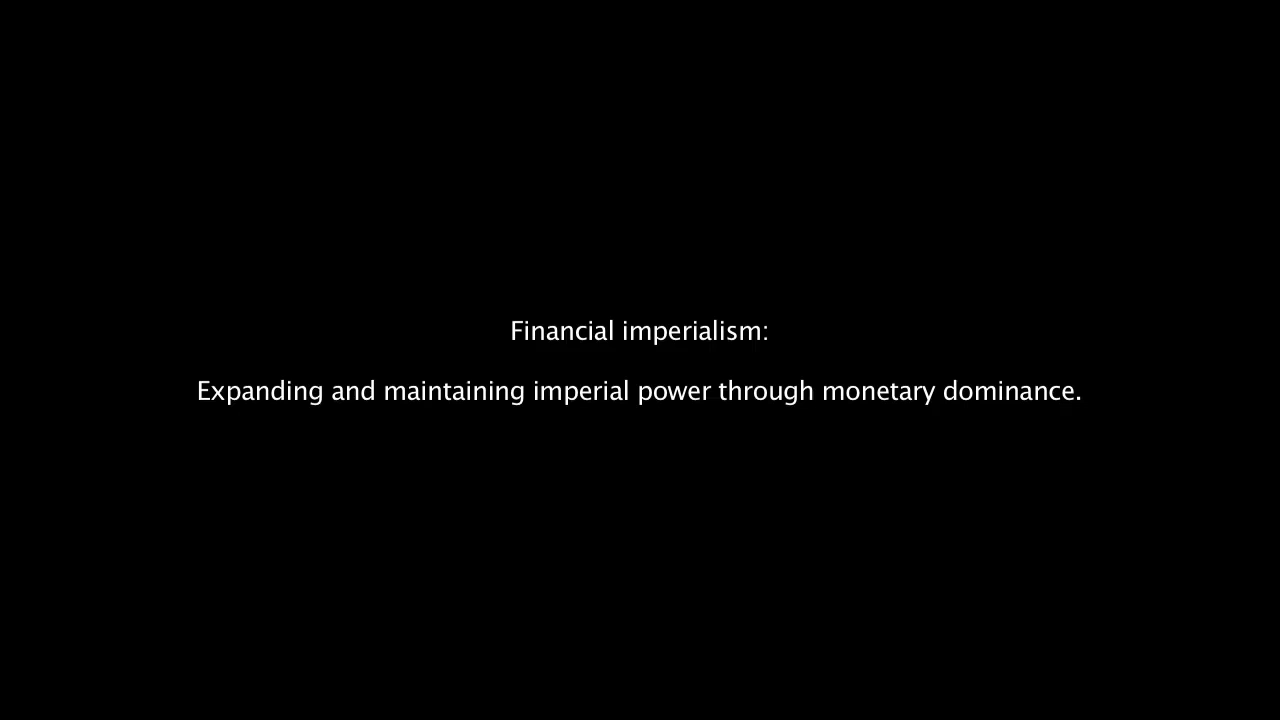 Financial imperialism:
Expanding and maintaining imperial power through monetary dominance.